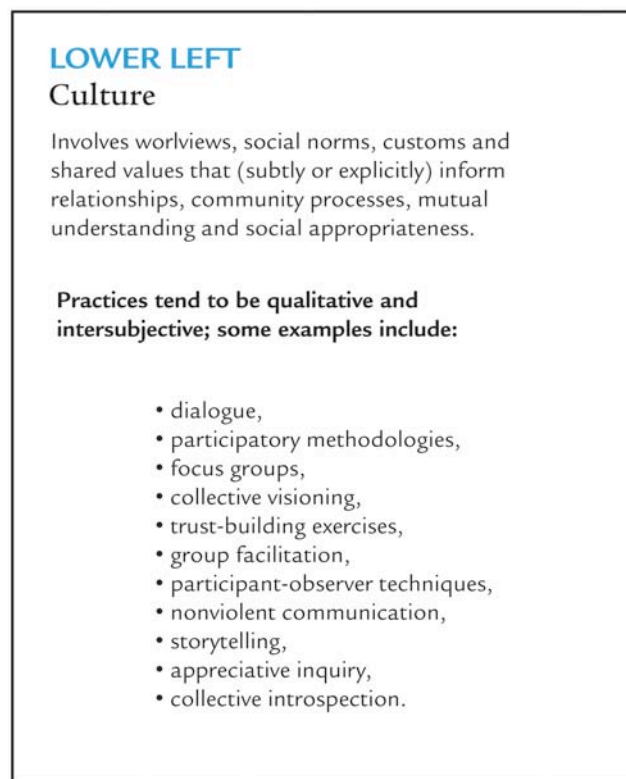 LOWER LEFT
Culture
Involves worlviews, social norms, customs and
shared values that (subtly or explicitly) inform
relationships, community processes, mutual
understanding and social appropriateness.
Practices tend to be qualitative and
intersubjective; some examples include:
• dialogue,
• participatory methodologies,
• focus groups,
• collective visioning,
• trust-building exercises,
• group facilitation,
• participant-observer techniques,
• nonviolent communication,
• storytelling,
• appreciative inquiry,
• collective introspection.